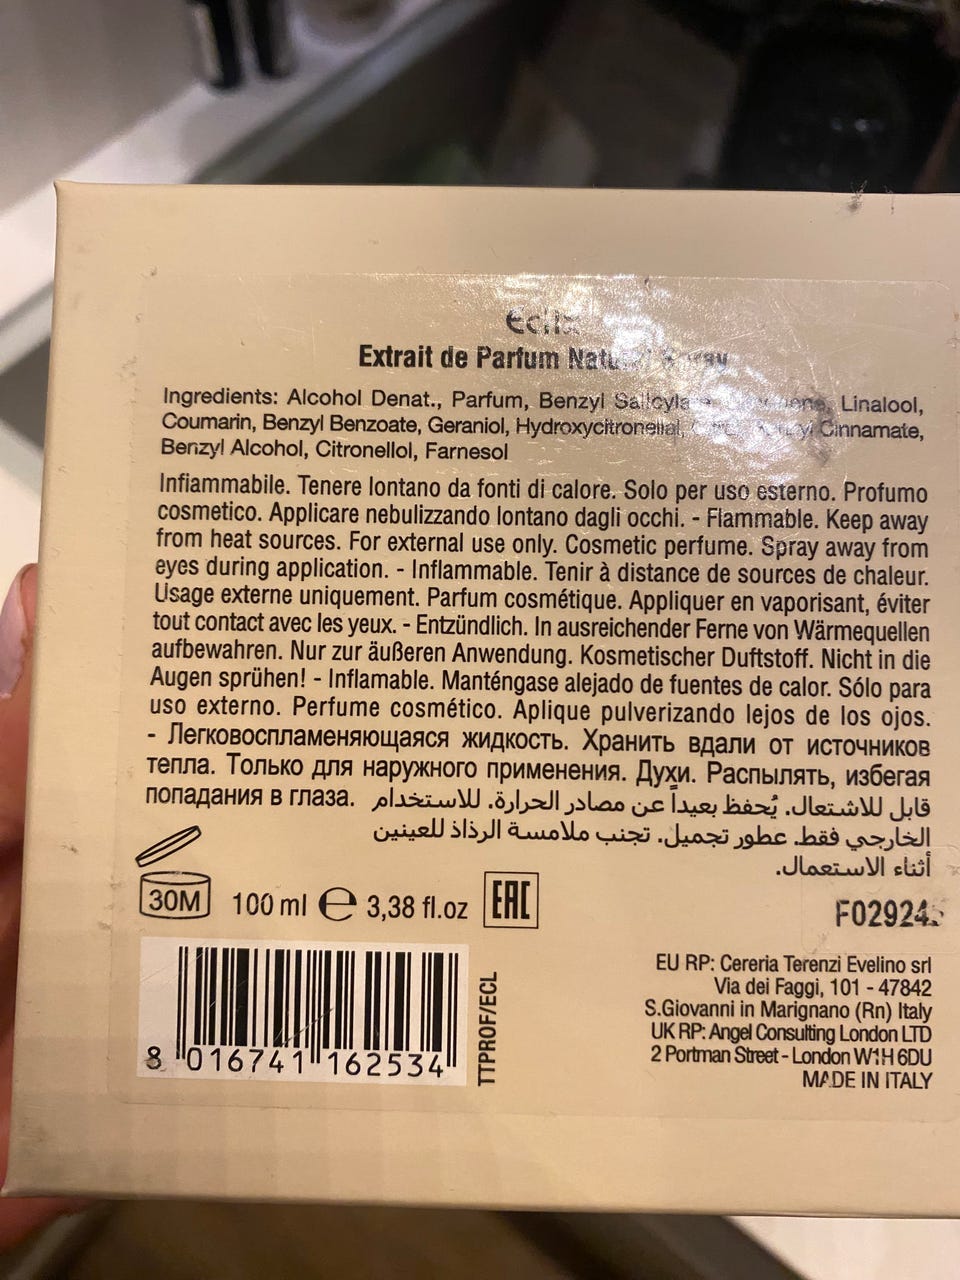 Extrait de Parfum
Ingredients: Alcohol Denat., Parfum, Benzyl Linalool,
Coumarin, Benzyl Benzoate, Geraniol, Hydroxycitronellal, Cinnamate,
Benzyl Alcohol, Citronellol, Farnesol
Infiammabile. Tenere lontano da fonti di calore. Solo per uso esterno. Profumo
cosmetico. Applicare nebulizzando lontano dagli occhi. - Flammable. Keep away
from heat sources. For external use only. Cosmetic perfume. Spray away from
eyes during application. - Inflammable. Tenir à distance de sources de chaleur.
Usage externe uniquement. Parfum cosmétique. Appliquer en vaporisant, éviter
tout contact avec les yeux. - Entzündlich. In ausreichender Ferne von Wärmequellen
aufbewahren. Nur zur äußeren Anwendung. Kosmetischer Duftstoff. Nicht in die
Augen sprühen! - Inflamable. Manténgase alejado de fuentes de calor. Sólo para
uso externo. Perfume cosmético. Aplique pulverizando lejos de los ojos.
- Легковоспламеняющаяся жидкость. Хранить вдали от источников
тепла. Только для наружного применения. Духи. Распылять, избегая
попадания в глаза. قابل للاشتعال. يُحفظ بعيداً عن مصادر الحرارة. للاستخدام
الخارجي فقط. عطور تجميل. تجنب ملامسة الرذاذ للعينين
أثناء الاستعمال.
30M 100 ml e 3,38 fl.oz EAC
8 016741 162534
TTPROF/ECL
EU RP: Cereria Terenzi Evelino srl
Via dei Faggi, 101 - 47842
S.Giovanni in Marignano (Rn) Italy
UK RP: Angel Consulting London LTD
2 Portman Street - London W1H 6DU
MADE IN ITALY